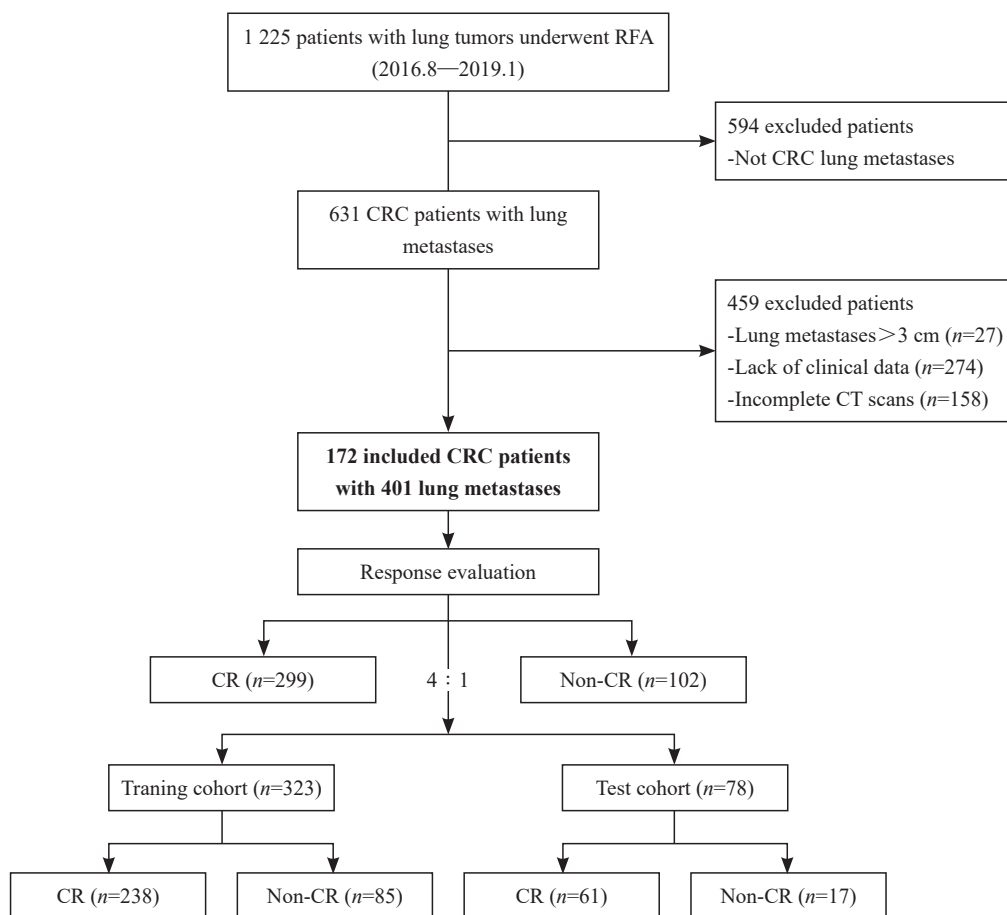 1 225 patients with lung tumors underwent RFA
(2016.8—2019.1)
594 excluded patients
-Not CRC lung metastases
631 CRC patients with lung
metastases
459 excluded patients
-Lung metastases＞3 cm (n=27)
-Lack of clinical data (n=274)
-Incomplete CT scans (n=158)
172 included CRC patients
with 401 lung metastases
Response evaluation
CR (n=299)
4∶1
Non-CR (n=102)
Traning cohort (n=323)
Test cohort (n=78)
CR (n=238)
Non-CR (n=85)
CR (n=61)
Non-CR (n=17)